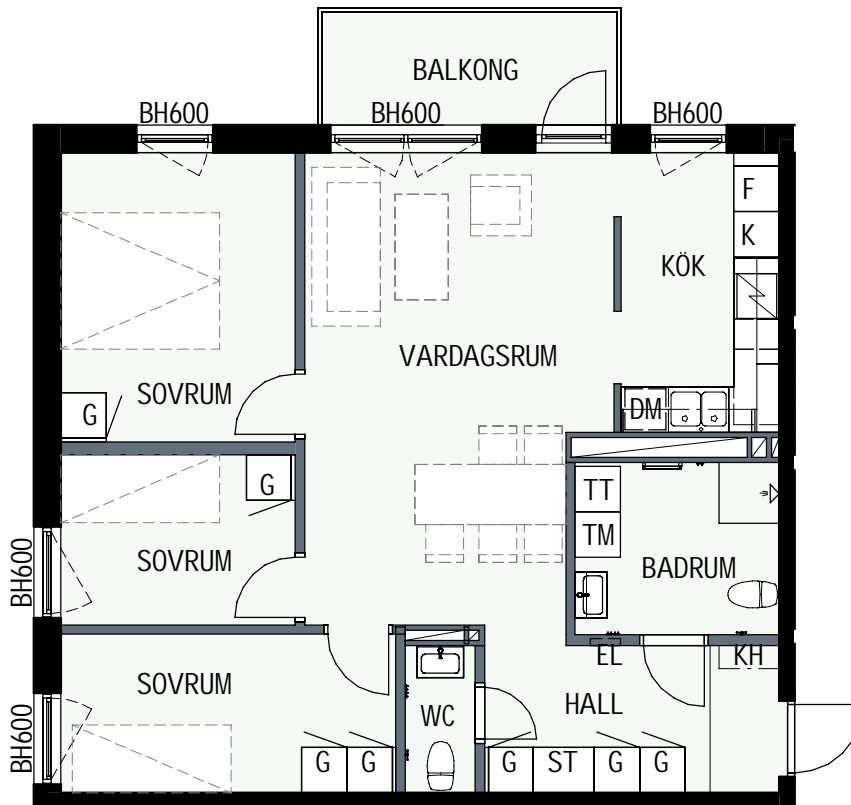 BALKONG
BH600
BH600
BH600
F
K
KÖK
VARDAGSRUM
SOVRUM
G
DM
G
TT
TM
BH600
SOVRUM
BADRUM
EL
KH
SOVRUM
BH600
WC
HALL
G
G
G
ST
G
G